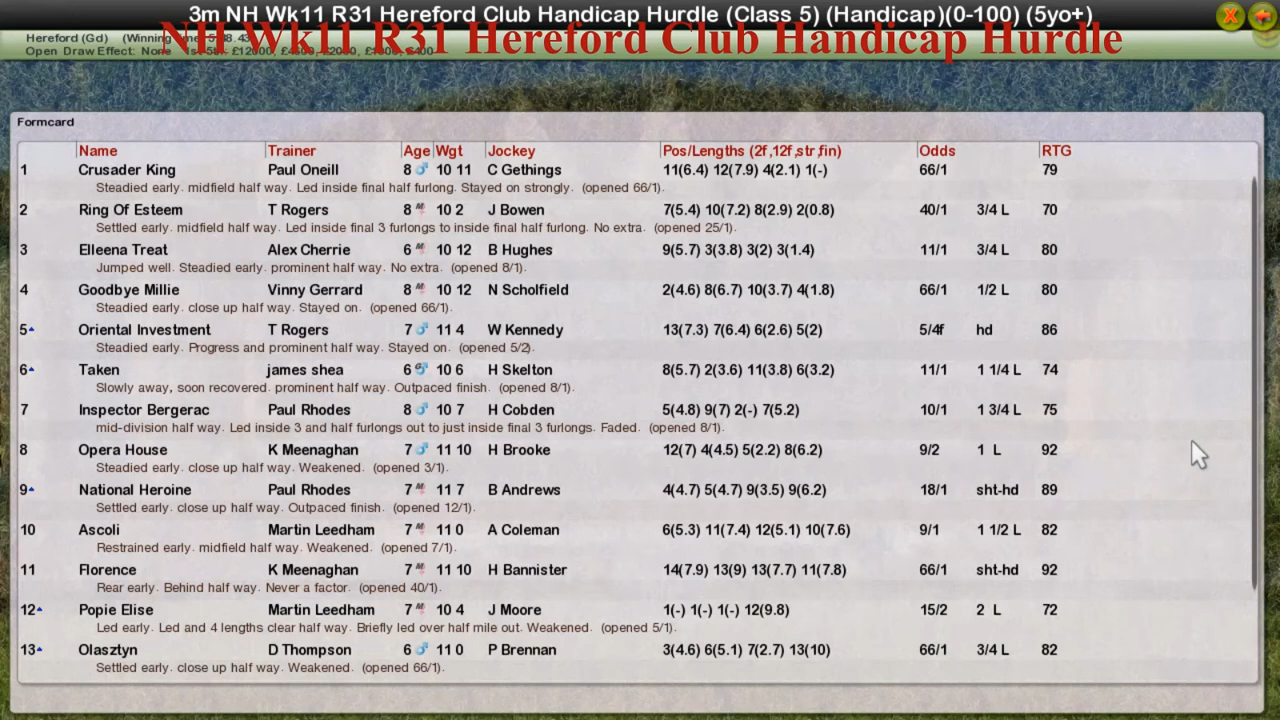 3m NH Wk11 R31 Hereford Club Handicap Hurdle (Class 5) (Handicap)(0-100) (5yo+)
NH Wk11 R31 Hereford Club Handicap Hurdle
Hereford (Gd) (Winning
Open Draw Effect: None
Formcard
Name Trainer Age Wgt Jockey Pos/Lengths (2f,12f,str,fin) Odds RTG
1 Crusader King Paul Oneill 8 10 11 C Gethings 11(6.4) 12(7.9) 4(2.1) 1(-) 66/1 79
Steadied early. midfield half way. Led inside final half furlong. Stayed on strongly. (opened 66/1).
2 Ring Of Esteem T Rogers 8 10 2 J Bowen 7(5.4) 10(7.2) 8(2.9) 2(0.8) 40/1 3/4 L 70
Settled early. midfield half way. Led inside final 3 furlongs to inside final half furlong. No extra. (opened 25/1).
3 Elleena Treat Alex Cherrie 6 10 12 B Hughes 9(5.7) 3(3.8) 3(2) 3(1.4) 11/1 3/4 L 80
Jumped well. Steadied early. prominent half way. No extra. (opened 8/1).
4 Goodbye Millie Vinny Gerrard 8 10 12 N Scholfield 2(4.6) 8(6.7) 10(3.7) 4(1.8) 66/1 1/2 L 80
Steadied early. close up half way. Stayed on. (opened 66/1).
5 Oriental Investment T Rogers 7 11 4 W Kennedy 13(7.3) 7(6.4) 6(2.6) 5(2) 5/4f hd 86
Steadied early. Progress and prominent half way. Stayed on. (opened 5/2).
6 Taken james shea 6 10 6 H Skelton 8(5.7) 2(3.6) 11(3.8) 6(3.2) 11/1 1 1/4 L 74
Slowly away, soon recovered. prominent half way. Outpaced finish. (opened 8/1).
7 Inspector Bergerac Paul Rhodes 8 10 7 H Cobden 5(4.8) 9(7) 2(-) 7(5.2) 10/1 1 3/4 L 75
mid-division half way. Led inside 3 and half furlongs out to just inside final 3 furlongs. Faded. (opened 8/1).
8 Opera House K Meenaghan 7 11 10 H Brooke 12(7) 4(4.5) 5(2.2) 8(6.2) 9/2 1 L 92
Steadied early. close up half way. Weakened. (opened 3/1).
9 National Heroine Paul Rhodes 7 11 7 B Andrews 4(4.7) 5(4.7) 9(3.5) 9(6.2) 18/1 sht-hd 89
Settled early. close up half way. Outpaced finish. (opened 12/1).
10 Ascoli Martin Leedham 7 11 0 A Coleman 6(5.3) 11(7.4) 12(5.1) 10(7.6) 9/1 1 1/2 L 82
Restrained early. midfield half way. Weakened. (opened 7/1).
11 Florence K Meenaghan 7 11 10 H Bannister 14(7.9) 13(9) 13(7.7) 11(7.8) 66/1 sht-hd 92
Rear early. Behind half way. Never a factor. (opened 40/1).
12 Popie Elise Martin Leedham 7 10 4 J Moore 1(-) 1(-) 1(-) 12(9.8) 15/2 2 L 72
Led early. Led and 4 lengths clear half way. Briefly led over half mile out. Weakened. (opened 5/1).
13 Olasztyn D Thompson 6 11 0 P Brennan 3(4.6) 6(5.1) 7(2.7) 13(10) 66/1 3/4 L 82
Settled early. close up half way. Weakened. (opened 66/1).